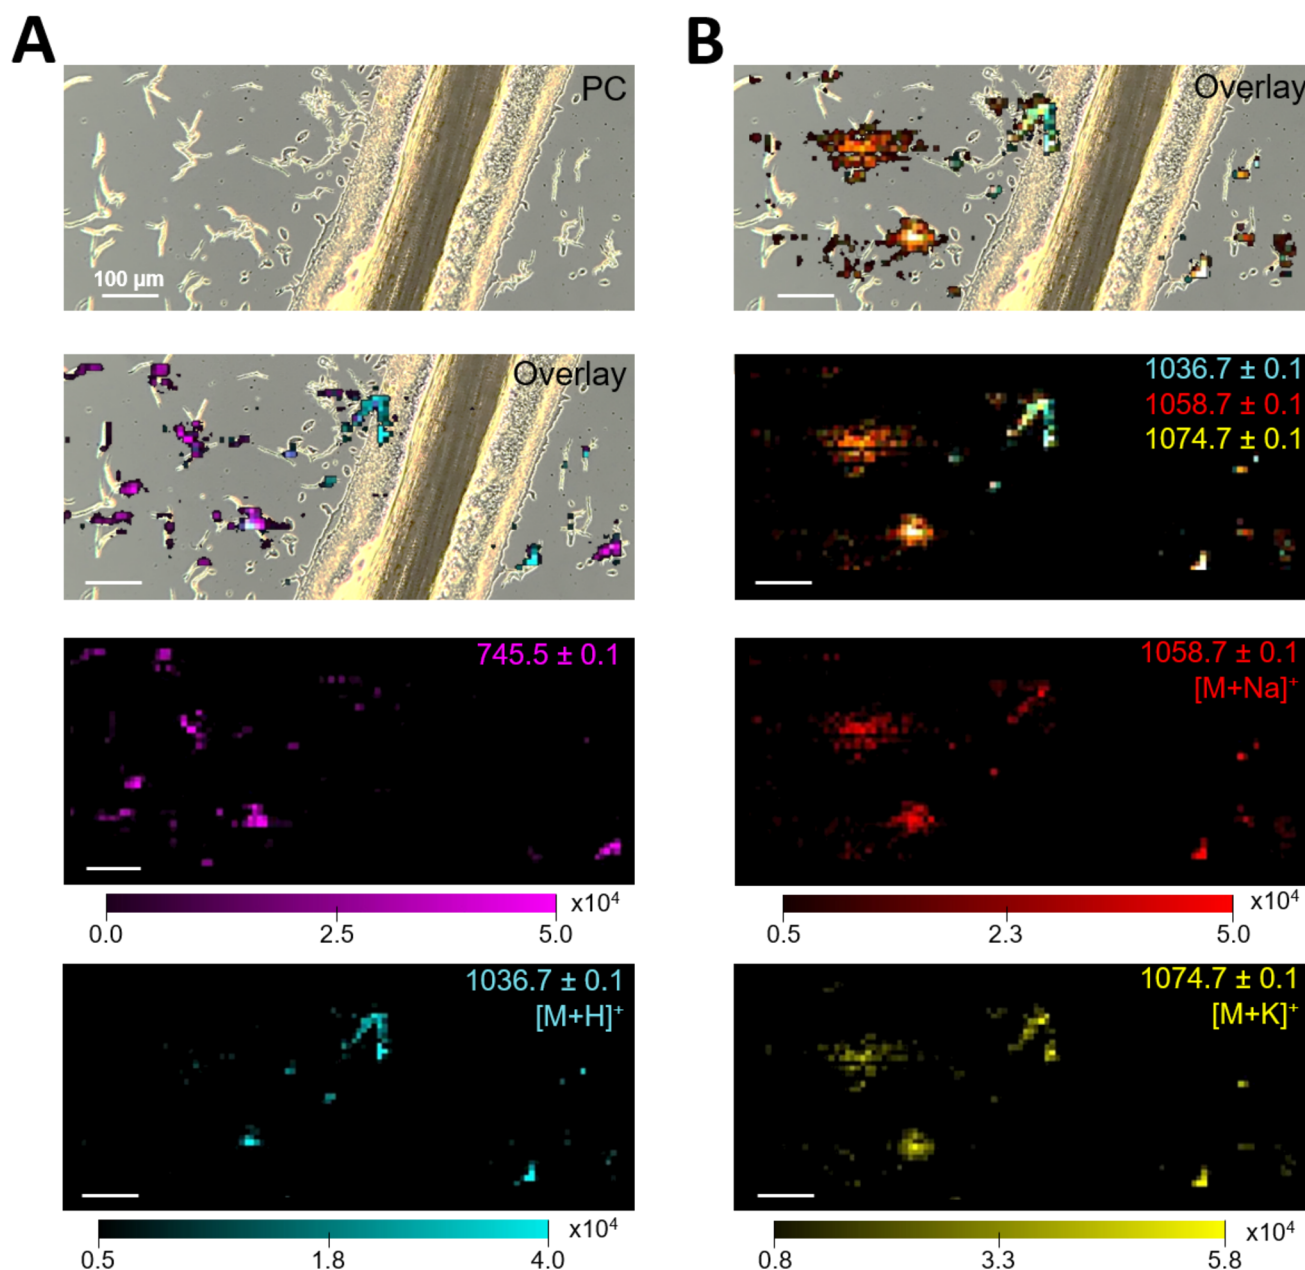 A
PC
100 µm
Overlay
745.5 ± 0.1
x10⁴
0.0 2.5 5.0
1036.7 ± 0.1
[M+H]⁺
x10⁴
0.5 1.8 4.0
B
Overlay
1036.7 ± 0.1
1058.7 ± 0.1
1074.7 ± 0.1
1058.7 ± 0.1
[M+Na]⁺
x10⁴
0.5 2.3 5.0
1074.7 ± 0.1
[M+K]⁺
x10⁴
0.8 3.3 5.8